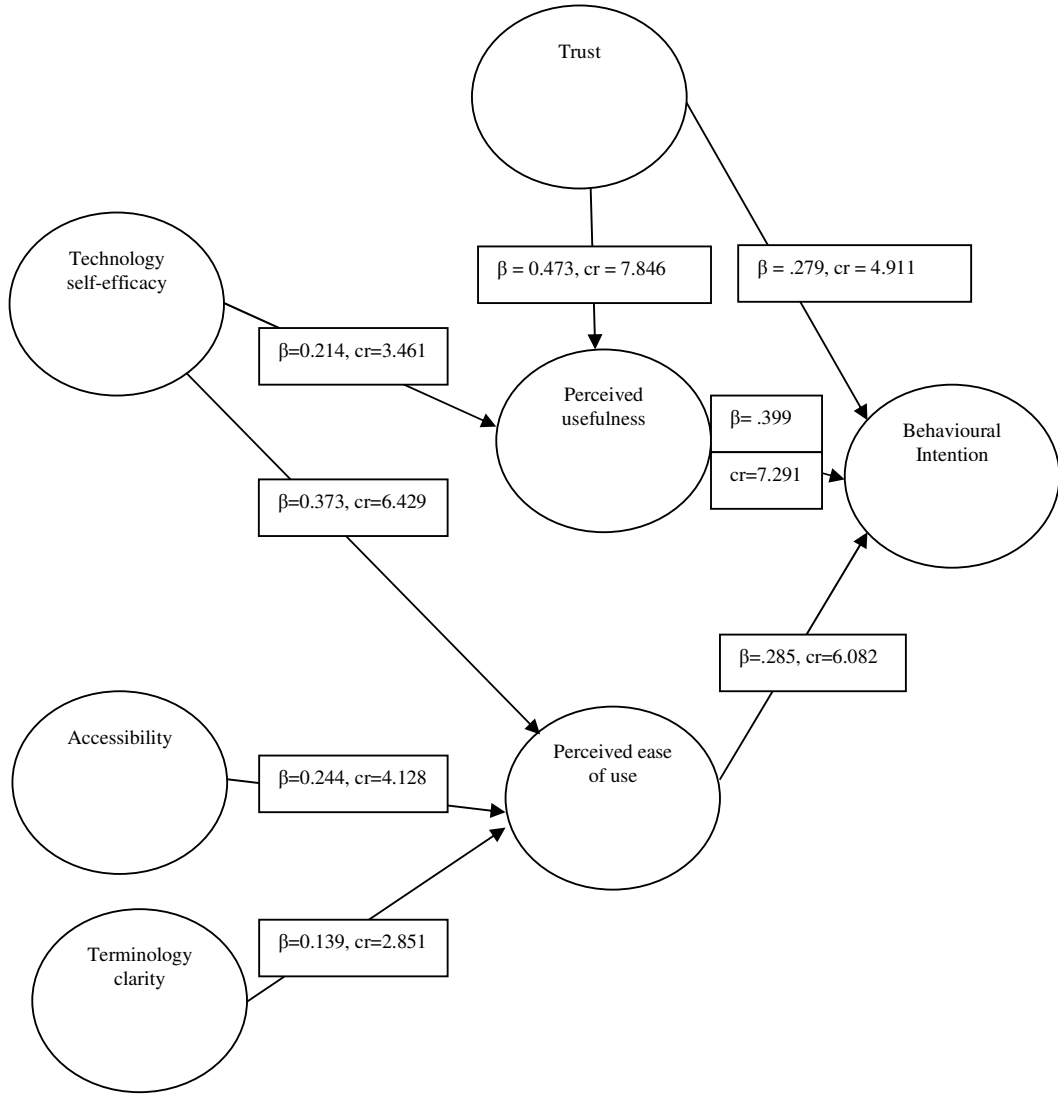 Trust
Technology
self-efficacy
β = 0.473, cr = 7.846
β = .279, cr = 4.911
β=0.214, cr=3.461
Perceived
usefulness
β= .399
cr=7.291
Behavioural
Intention
β=0.373, cr=6.429
β=.285, cr=6.082
Accessibility
β=0.244, cr=4.128
Perceived ease
of use
Terminology
clarity
β=0.139, cr=2.851